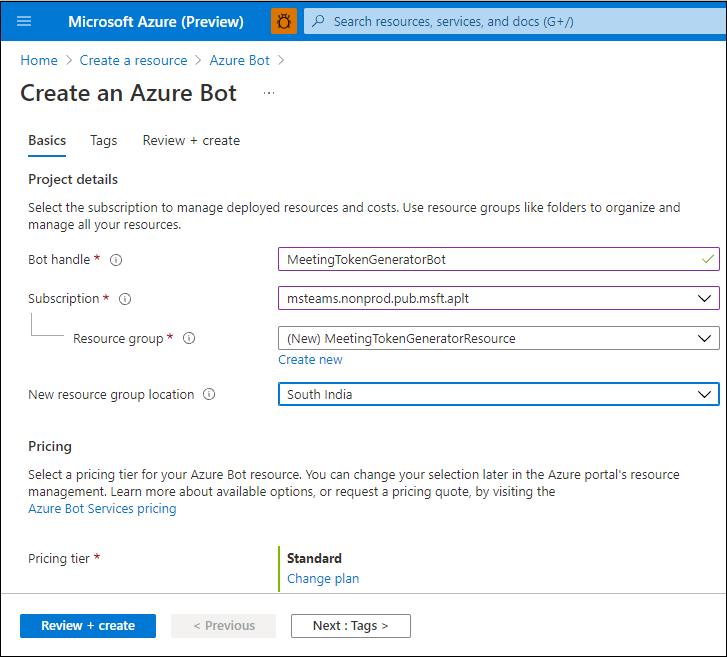 Microsoft Azure (Preview)
Search resources, services, and docs (G+/)
Home > Create a resource > Azure Bot >
Create an Azure Bot ...
Basics Tags Review + create
Project details
Select the subscription to manage deployed resources and costs. Use resource groups like folders to organize and
manage all your resources.
Bot handle * MeetingTokenGeneratorBot
Subscription * msteams.nonprod.pub.msft.aplt
Resource group * (New) MeetingTokenGeneratorResource
Create new
New resource group location South India
Pricing
Select a pricing tier for your Azure Bot resource. You can change your selection later in the Azure portal's resource
management. Learn more about available options, or request a pricing quote, by visiting the
Azure Bot Services pricing
Pricing tier * Standard
Change plan
Review + create < Previous Next : Tags >